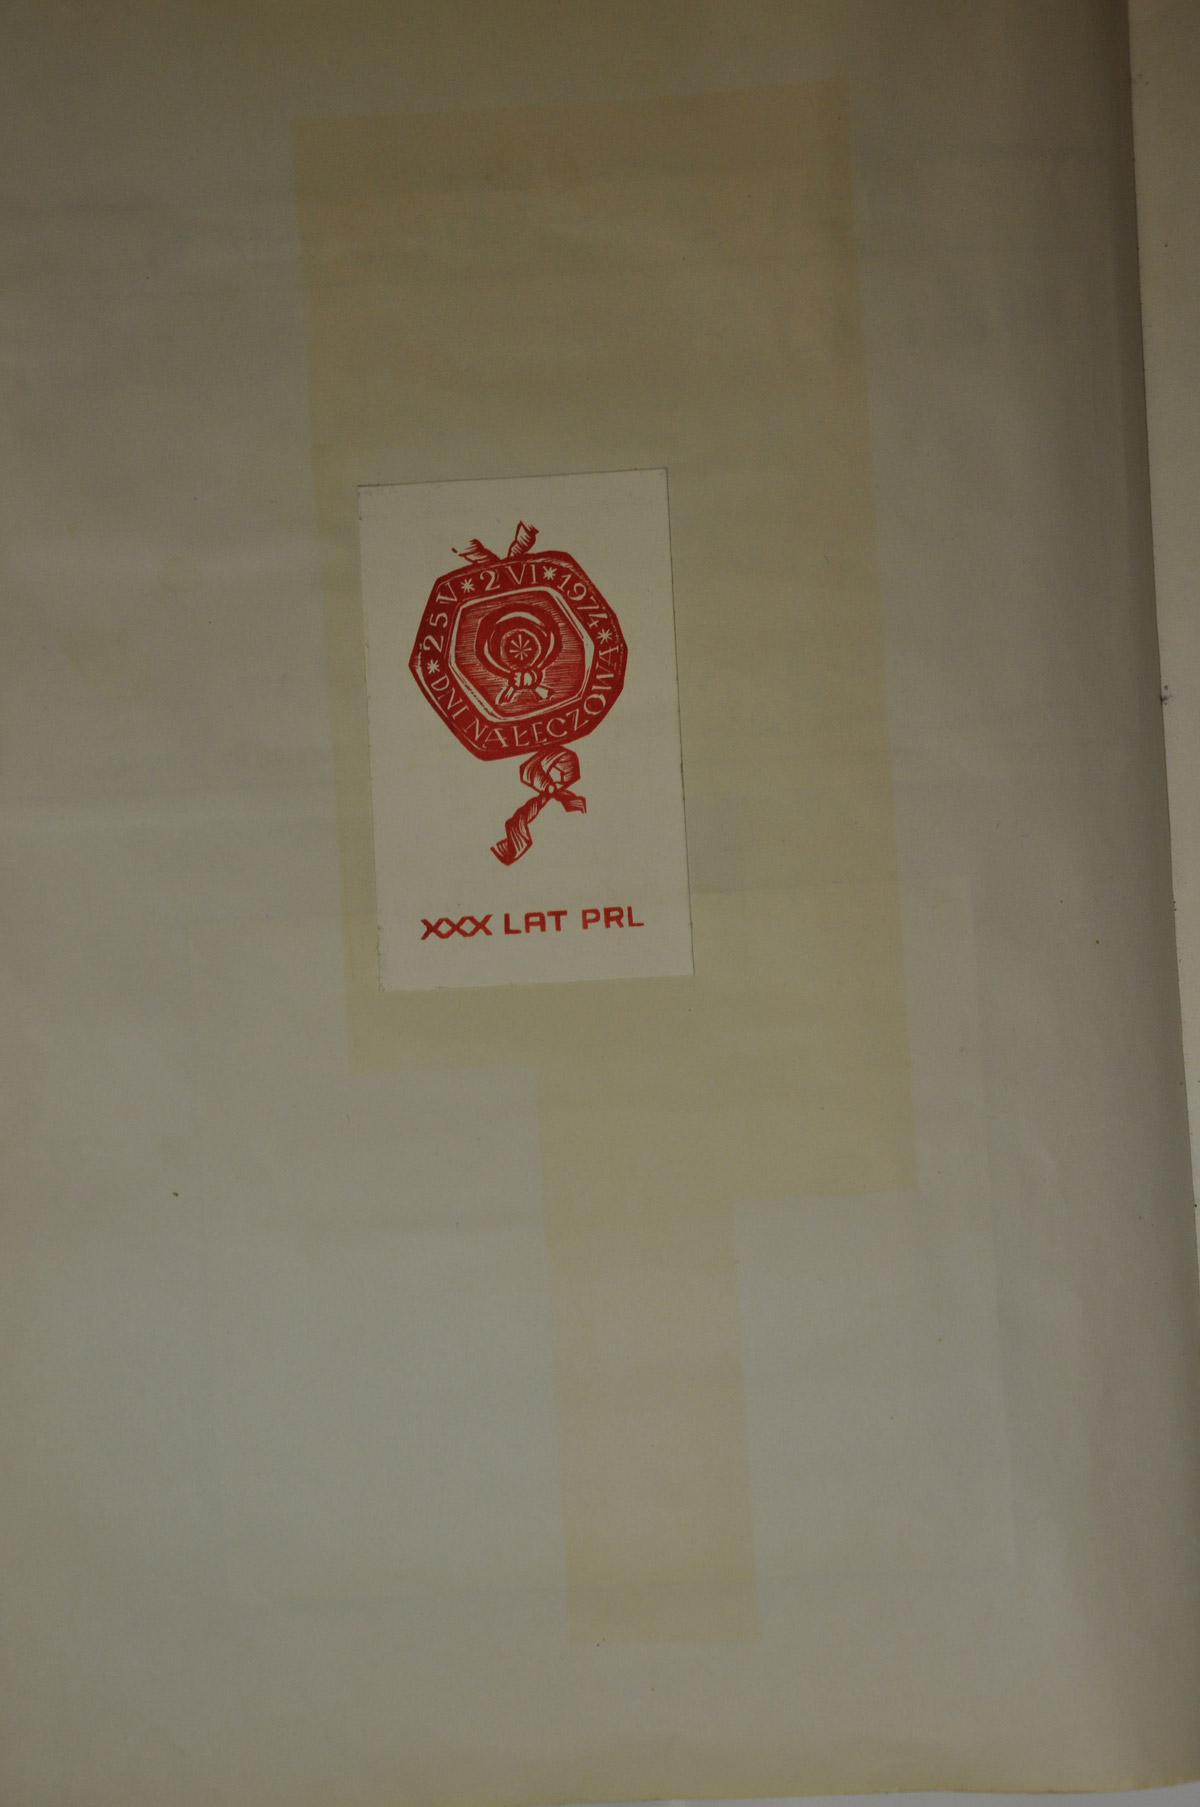 * 25 V * 2 VI * 1974 *
DNI NAŁĘCZOWA
XXX LAT PRL